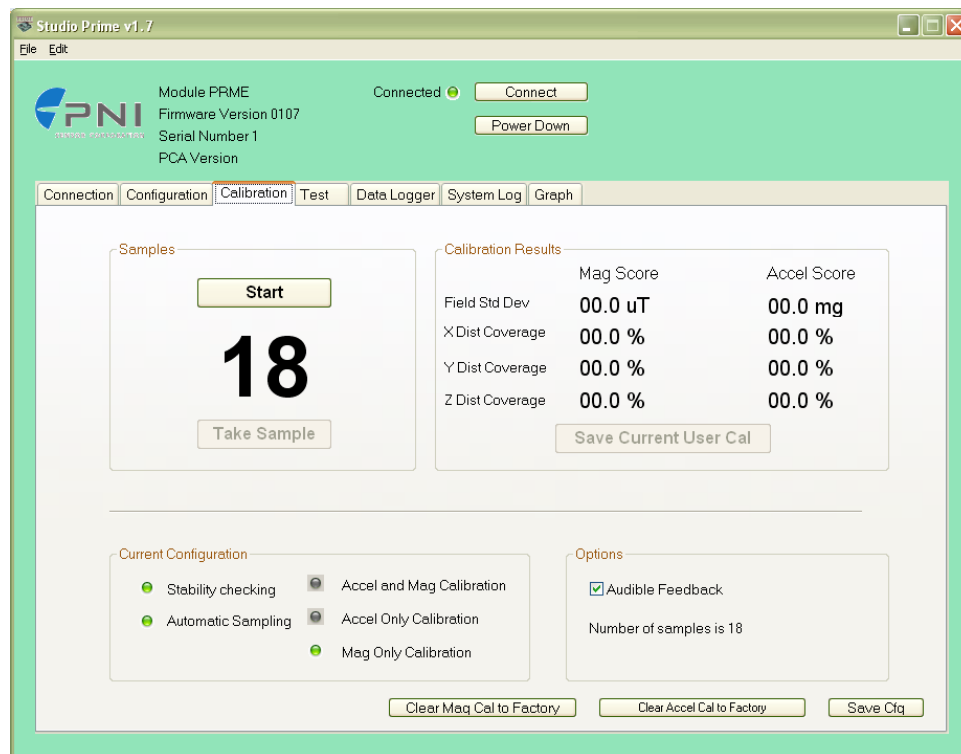 Studio Prime v1.7
File Edit
PNI
Module PRME
Firmware Version 0107
Serial Number 1
PCA Version
Connected
Connect
Power Down
Connection Configuration Calibration Test Data Logger System Log Graph
Samples
Start
18
Take Sample
Calibration Results
Mag Score Accel Score
Field Std Dev 00.0 uT 00.0 mg
X Dist Coverage 00.0 % 00.0 %
Y Dist Coverage 00.0 % 00.0 %
Z Dist Coverage 00.0 % 00.0 %
Save Current User Cal
Current Configuration
Stability checking
Automatic Sampling
Accel and Mag Calibration
Accel Only Calibration
Mag Only Calibration
Options
Audible Feedback
Number of samples is 18
Clear Mag Cal to Factory Clear Accel Cal to Factory Save Cfg